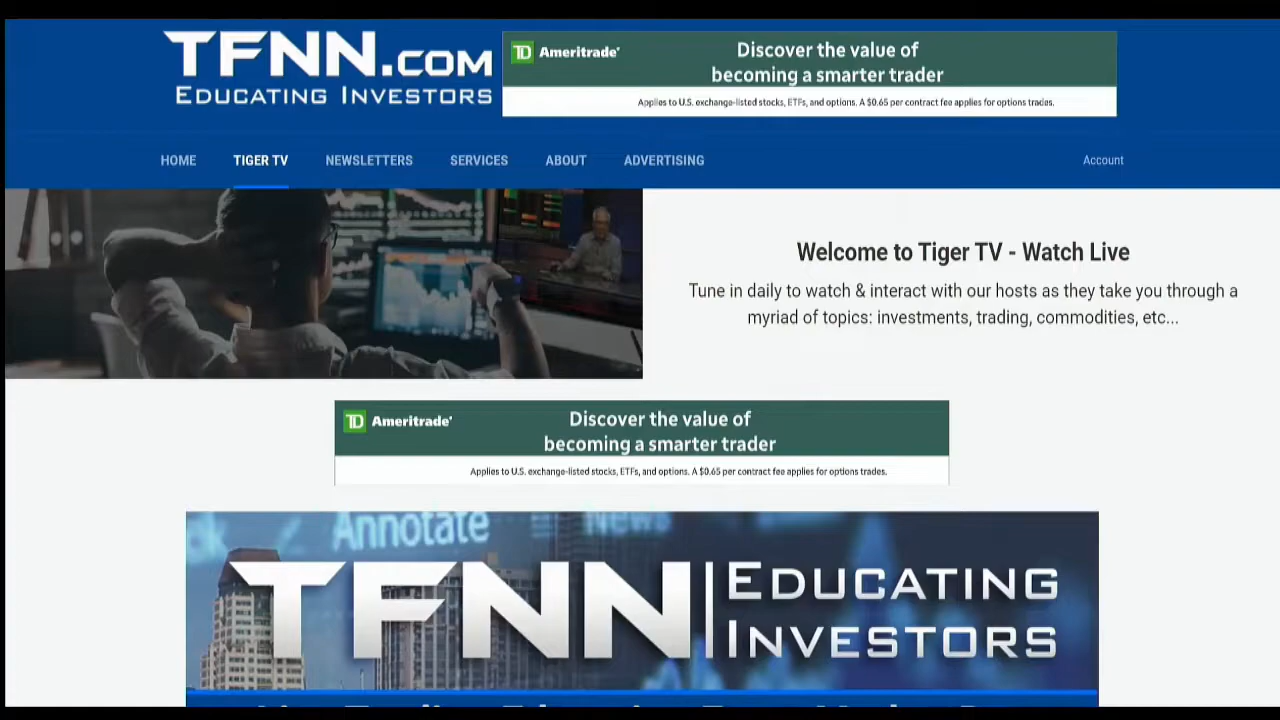 TFNN.COM
EDUCATING INVESTORS
TD Ameritrade
Discover the value of
becoming a smarter trader
Applies to U.S. exchange-listed stocks, ETFs, and options. A $0.65 per contract fee applies for options trades.
HOME TIGER TV NEWSLETTERS SERVICES ABOUT ADVERTISING Account
Welcome to Tiger TV - Watch Live
Tune in daily to watch & interact with our hosts as they take you through a
myriad of topics: investments, trading, commodities, etc...
TD Ameritrade
Discover the value of
becoming a smarter trader
Applies to U.S. exchange-listed stocks, ETFs, and options. A $0.65 per contract fee applies for options trades.
Annotate News
TFNN EDUCATING
INVESTORS